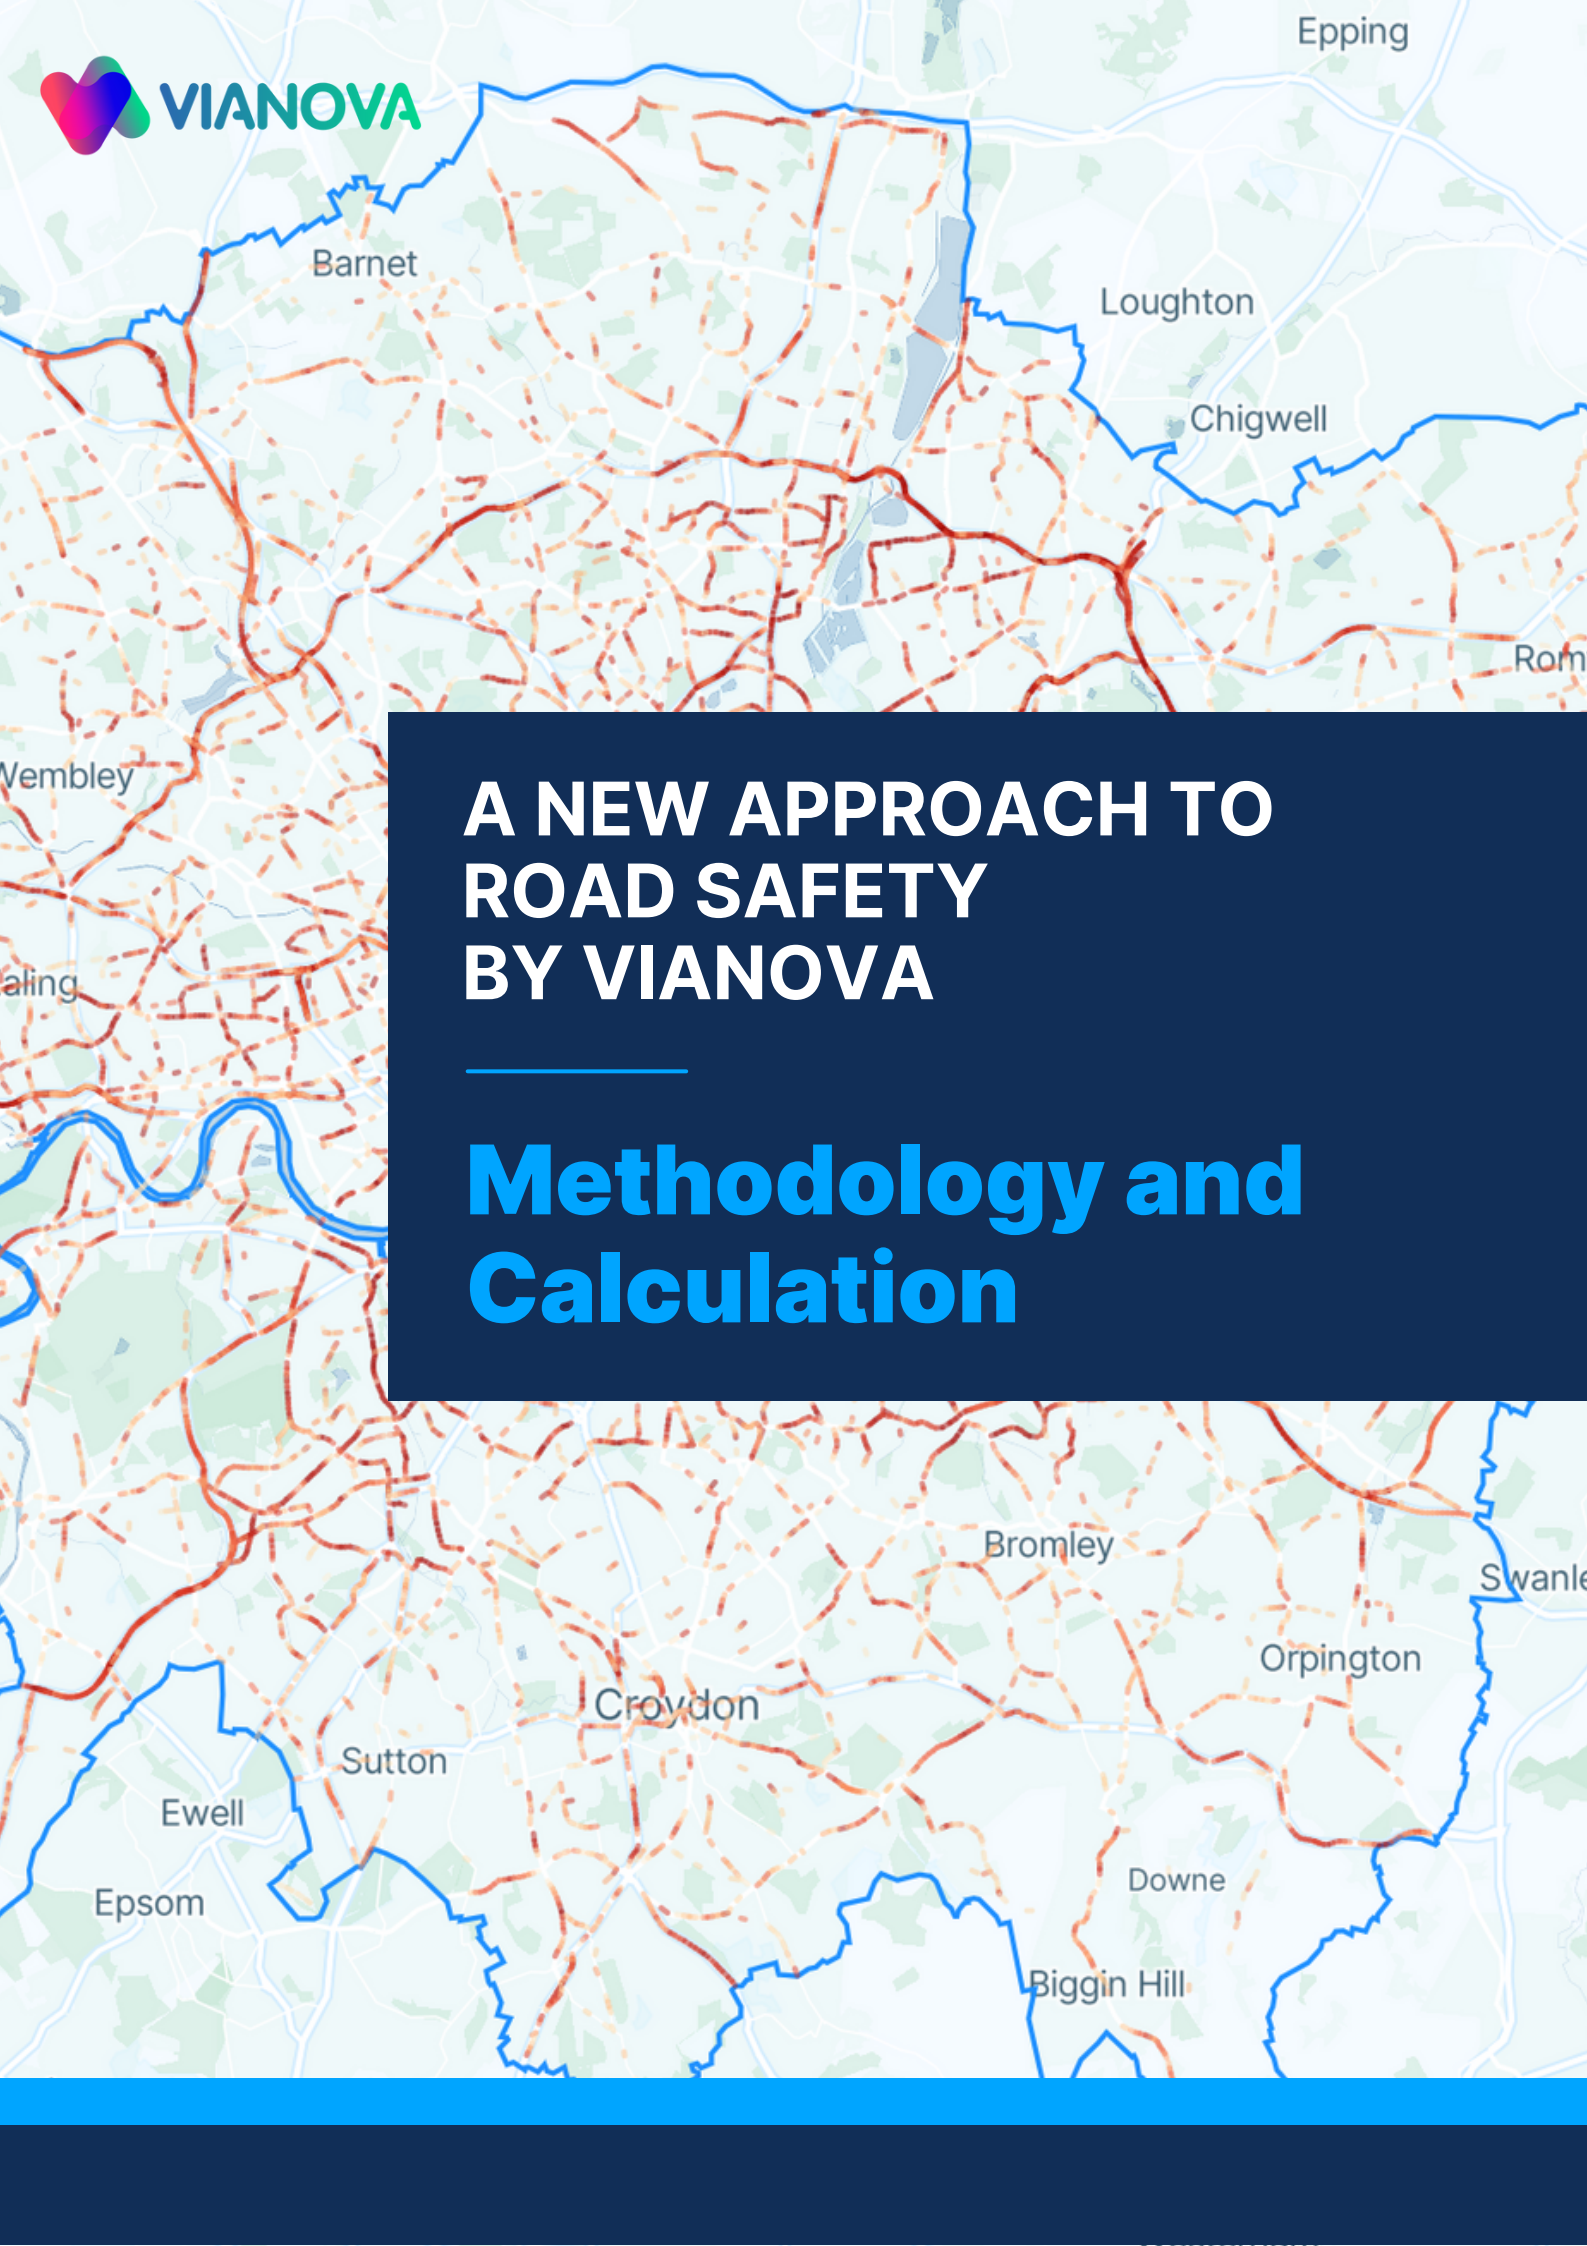 Epping
VIANOVA
Barnet
Loughton
Chigwell
Rom
Wembley
A NEW APPROACH TO
ROAD SAFETY
BY VIANOVA
aling
Methodology and
Calculation
Bromley
Swanle
Orpington
Croydon
Sutton
Ewell
Downe
Epsom
Biggin Hill